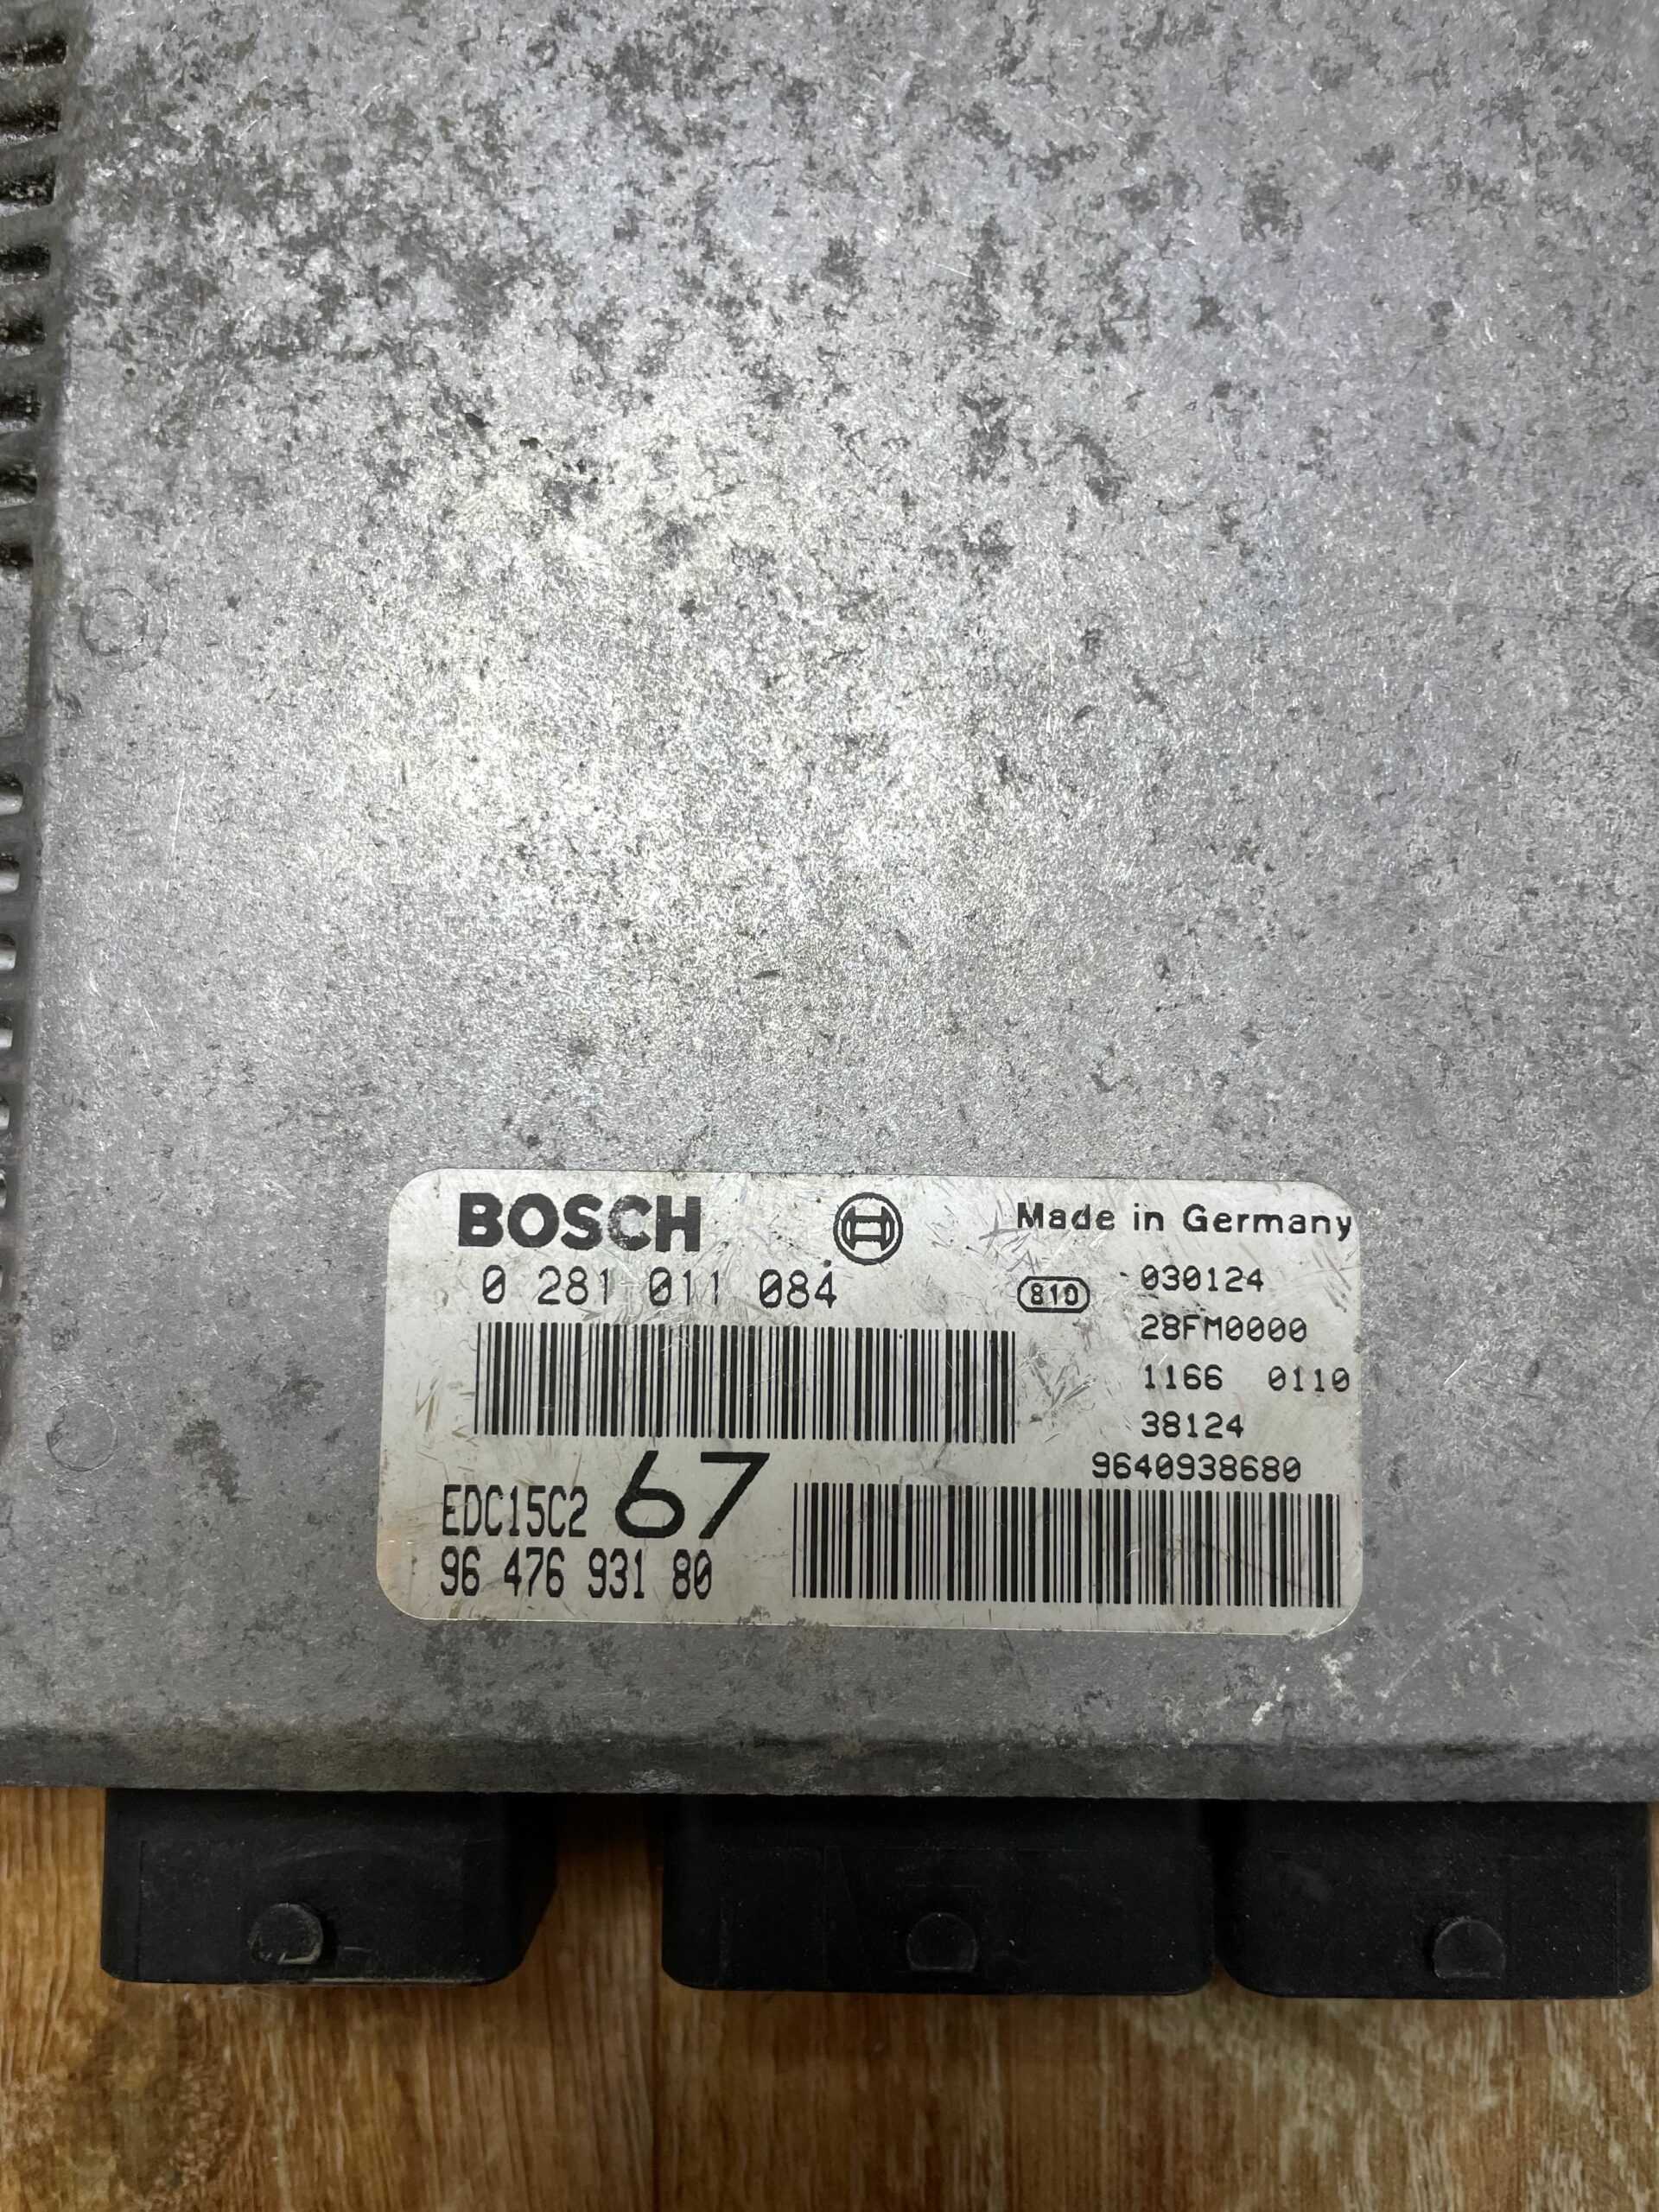 BOSCH
Made in Germany
0 281 011 084
810
030124
28FM0000
1166 0110
38124
9640938680
EDC15C2 67
96 476 931 80